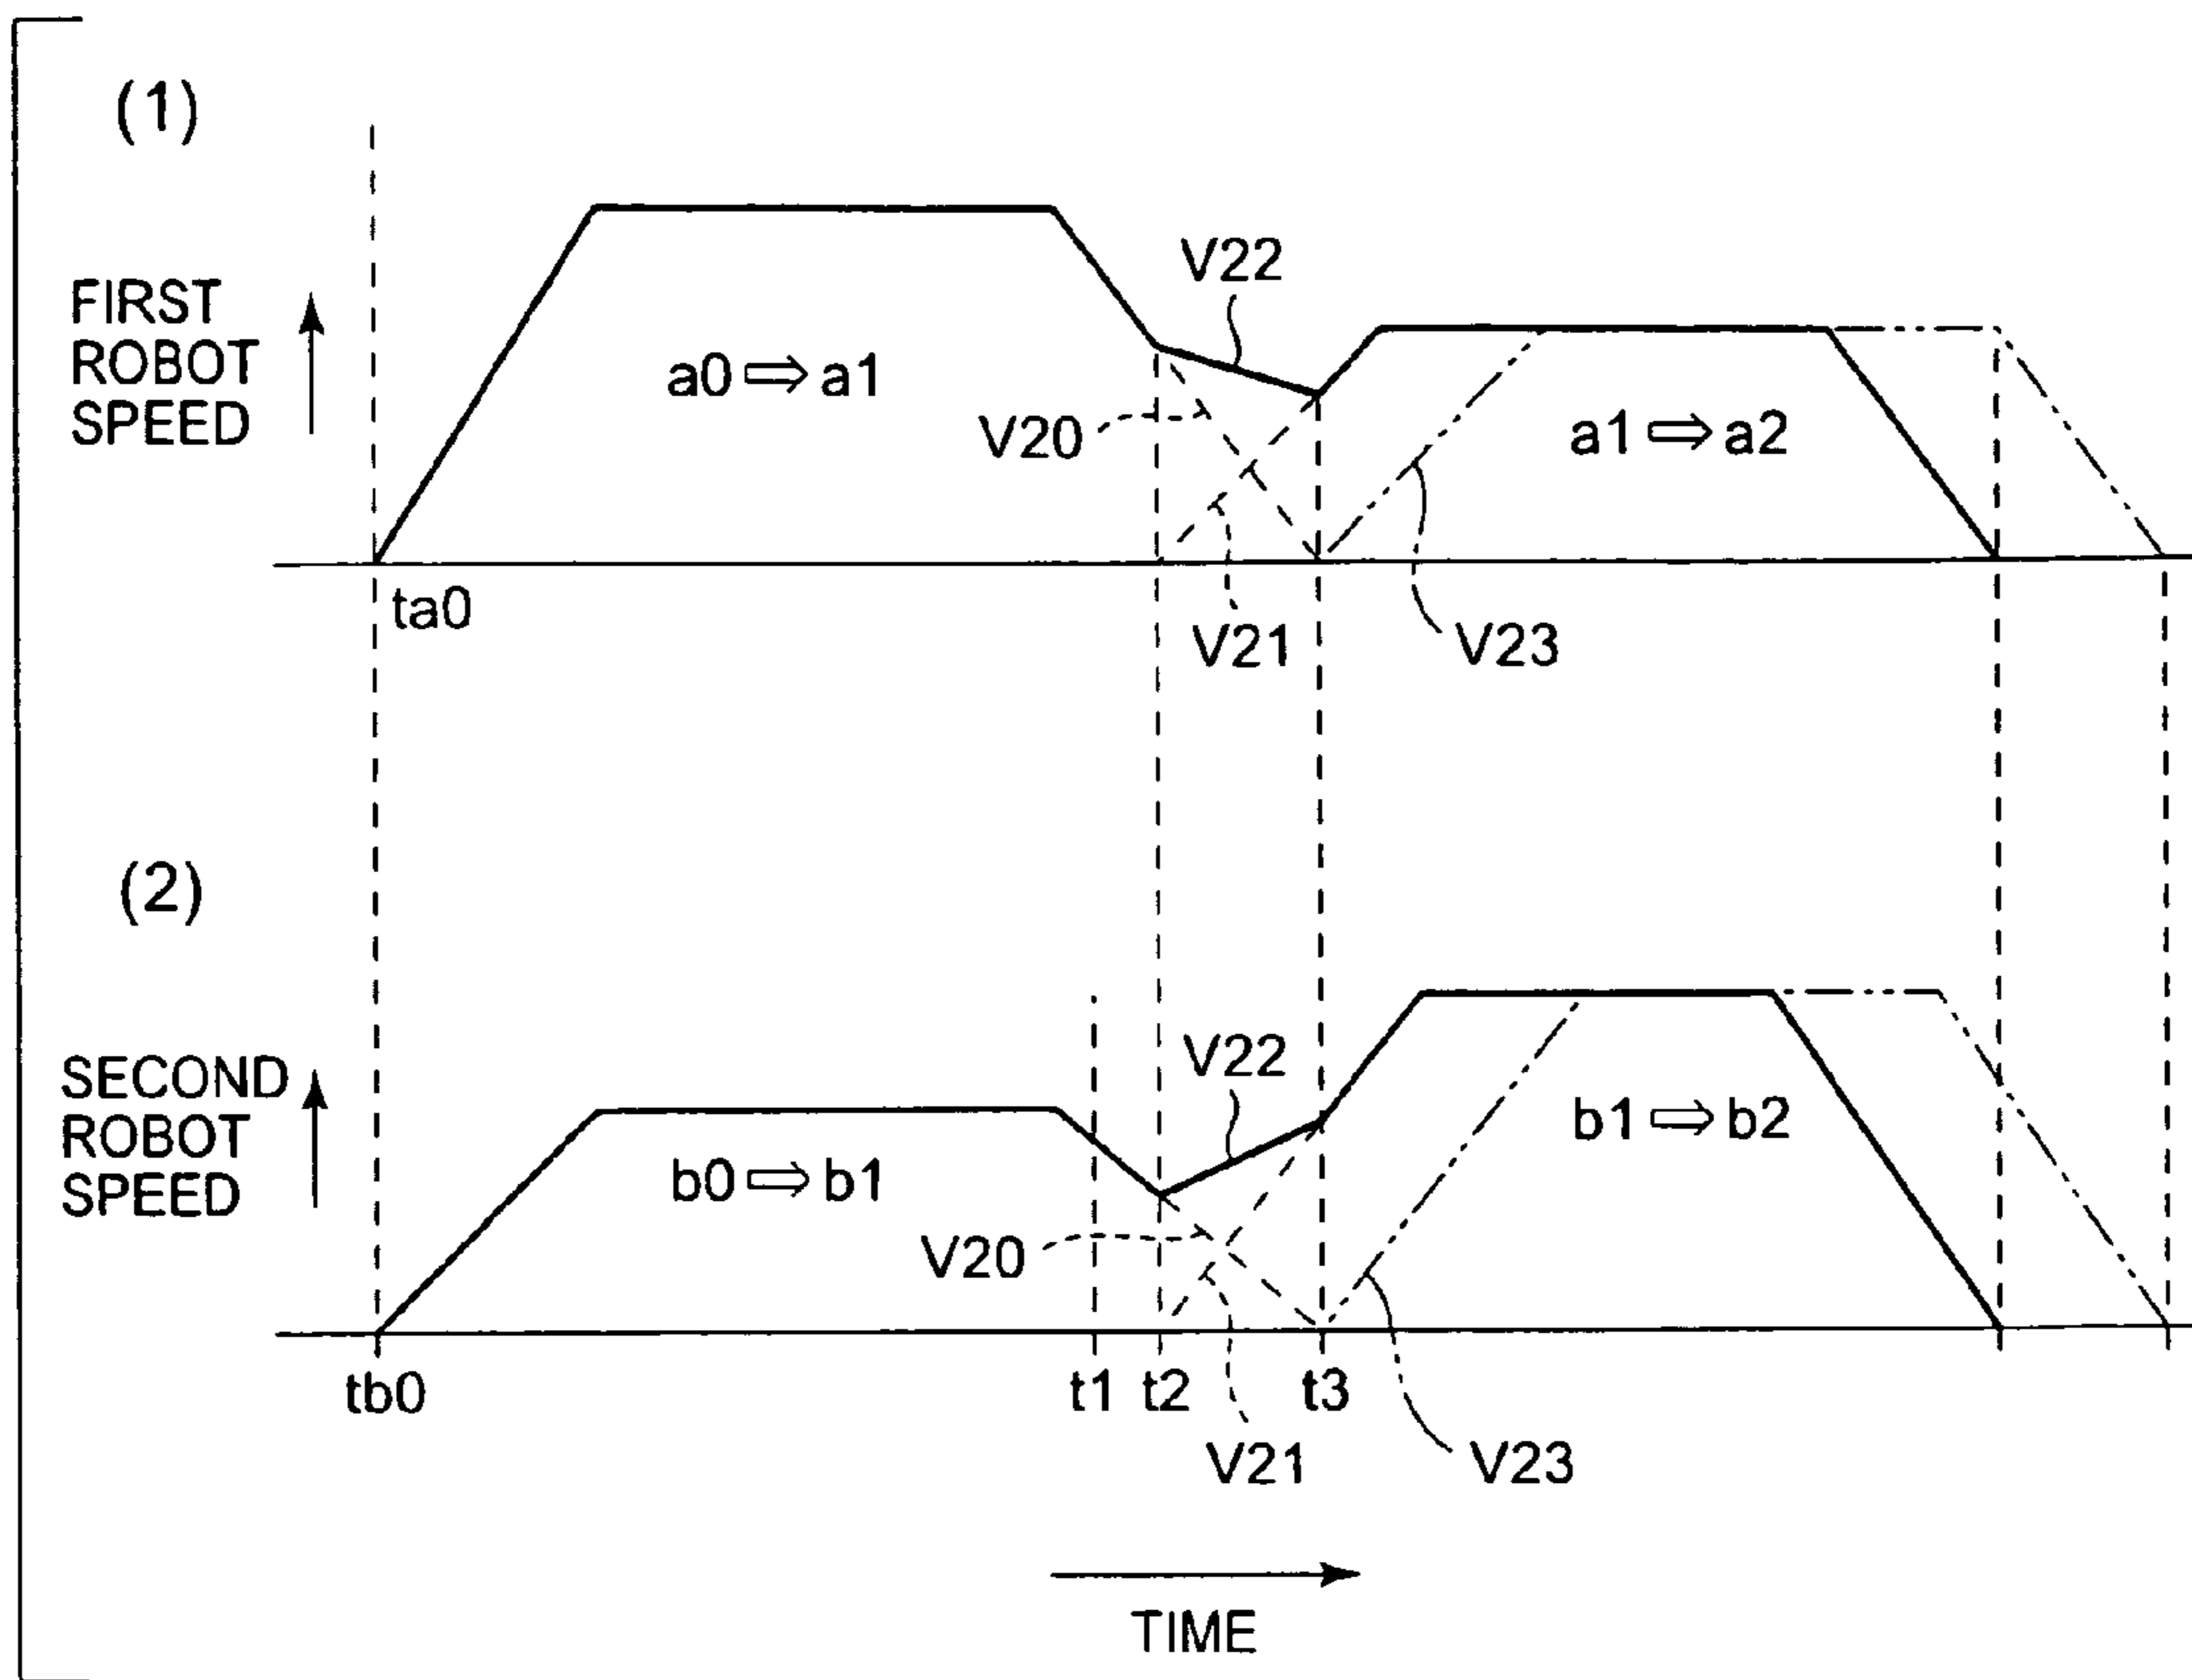 (1)
FIRST
ROBOT
SPEED
a0 ⇨ a1
V22
V20
a1 ⇨ a2
ta0
V21
V23
(2)
SECOND
ROBOT
SPEED
b0 ⇨ b1
V22
V20
b1 ⇨ b2
tb0
t1
t2
t3
V21
V23
TIME